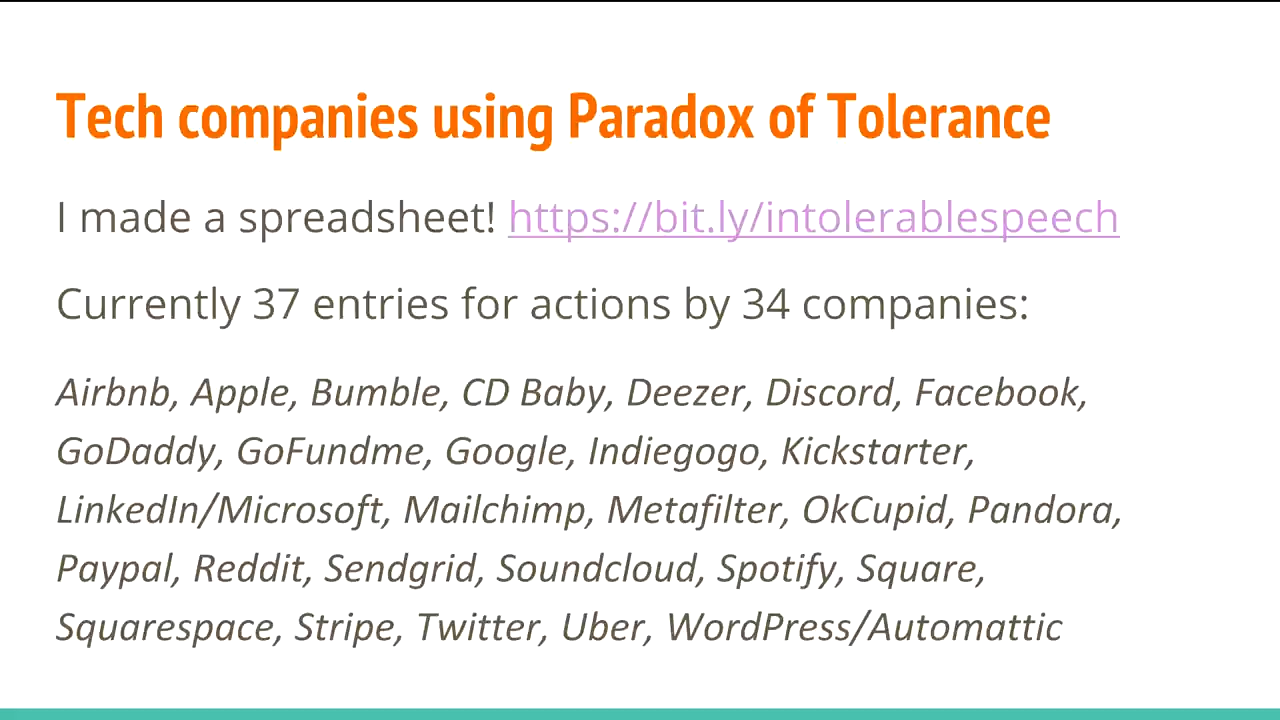 Tech companies using Paradox of Tolerance
I made a spreadsheet! https://bit.ly/intolerablespeech
Currently 37 entries for actions by 34 companies:
Airbnb, Apple, Bumble, CD Baby, Deezer, Discord, Facebook,
GoDaddy, GoFundme, Google, Indiegogo, Kickstarter,
LinkedIn/Microsoft, Mailchimp, Metafilter, OkCupid, Pandora,
Paypal, Reddit, Sendgrid, Soundcloud, Spotify, Square,
Squarespace, Stripe, Twitter, Uber, WordPress/Automattic